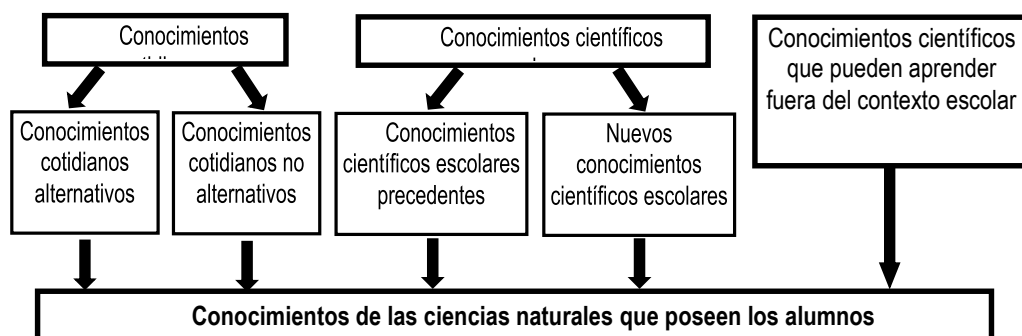 Conocimientos
Conocimientos científicos
Conocimientos científicos
que pueden aprender
fuera del contexto escolar
Conocimientos
cotidianos
alternativos
Conocimientos
cotidianos no
alternativos
Conocimientos
científicos escolares
precedentes
Nuevos
conocimientos
científicos escolares
Conocimientos de las ciencias naturales que poseen los alumnos